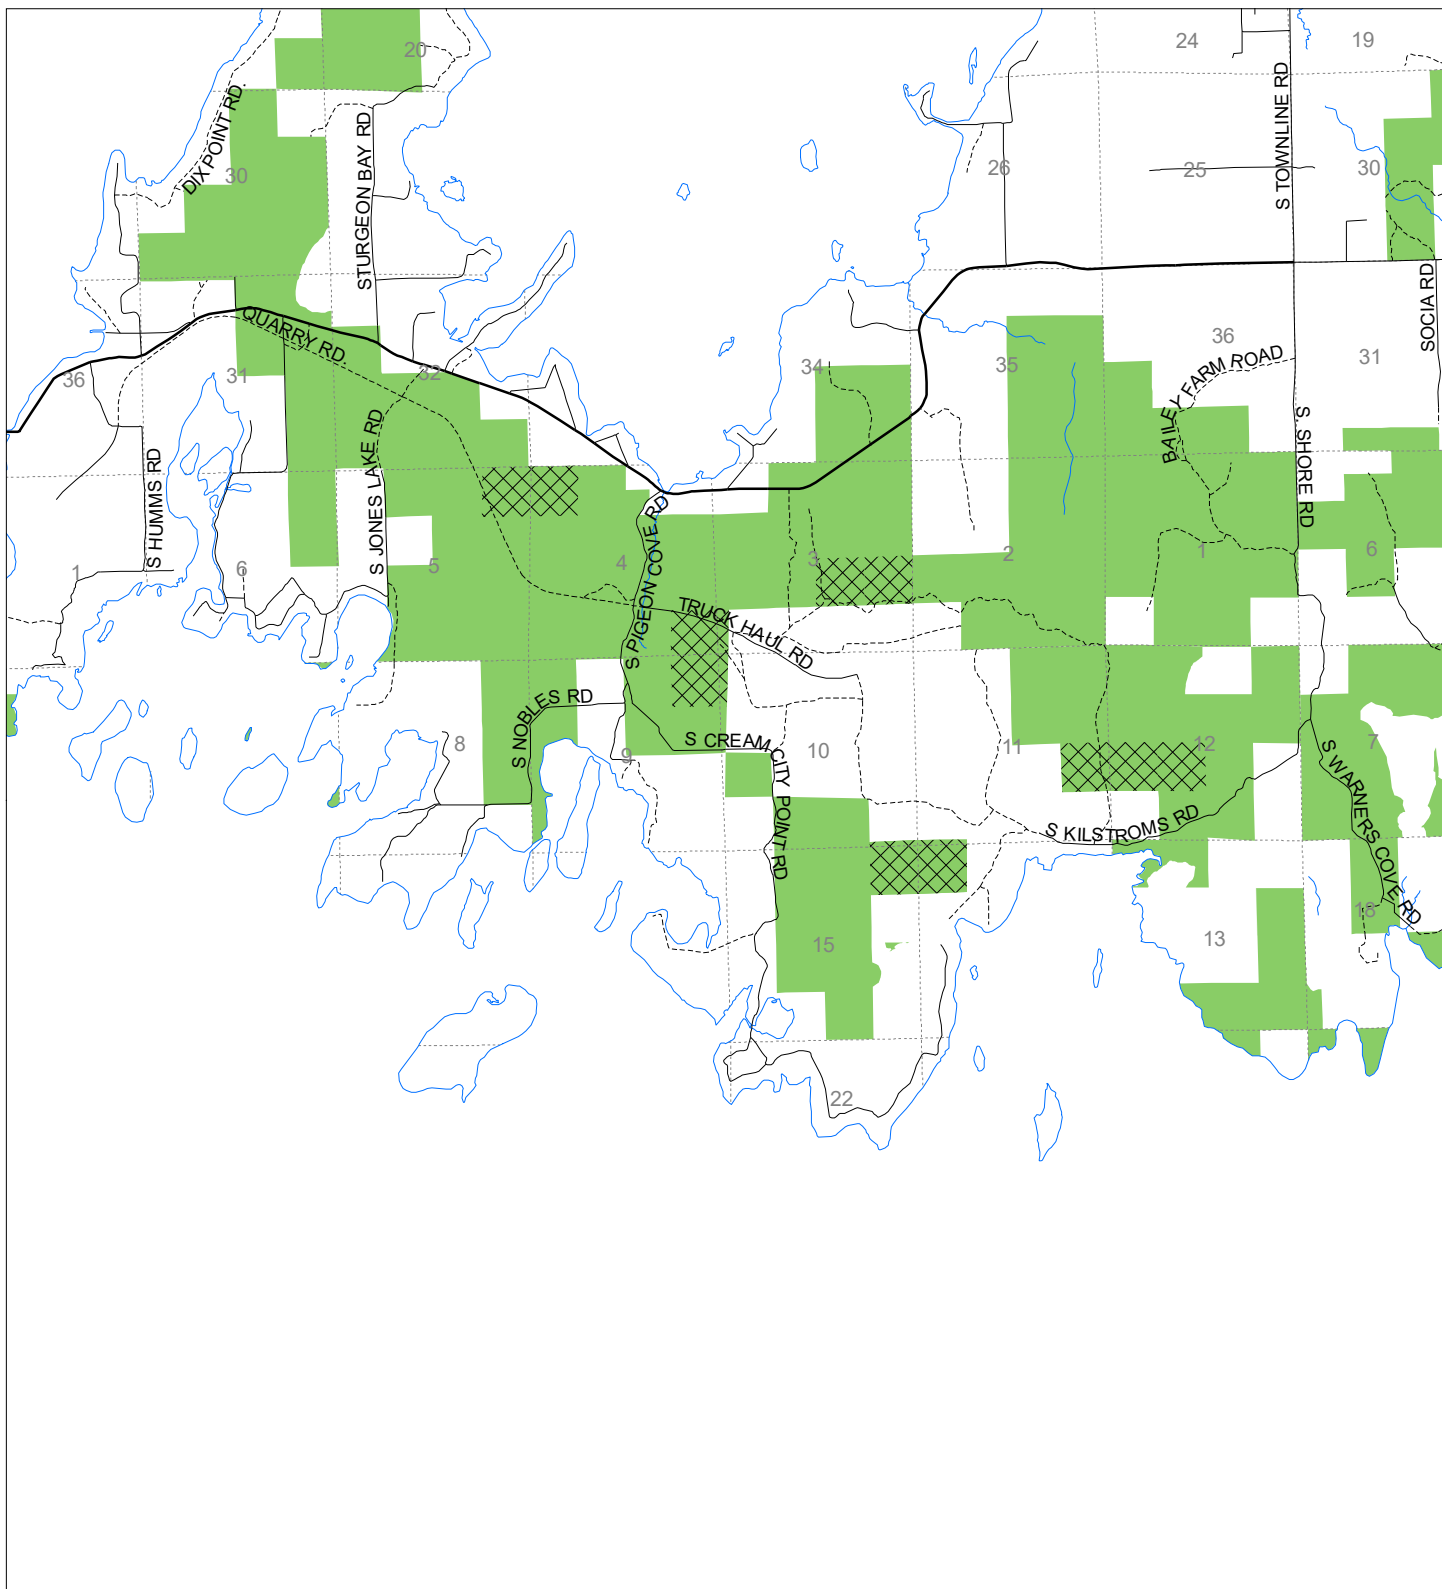 20
24
19
DIX POINT RD.
STURGEON BAY RD
S TOWNLINE RD
30
26
25
30
QUARRY RD.
SOCIA RD
36
31
32
34
35
36
31
BAILEY FARM ROAD
S HUMMS RD
S JONES LAKE RD
S PIGEON COVE RD
S. SHORE RD
1
6
5
4
3
2
1
6
TRUCK HAUL RD
S NOBLES RD
S CREAM CITY POINT RD
8
9
10
11
12
7
S KILSTROMS RD
S WARNERS COVE RD
15
13
18
22